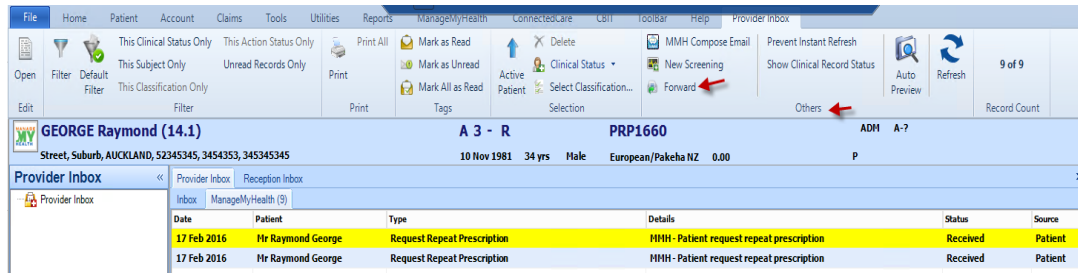 File Home Patient Account Claims Tools Utilities Reports ManageMyHealth ConnectedCare CBIT ToolBar Help Provider Inbox
This Clinical Status Only This Action Status Only Print All Mark as Read Delete MMH Compose Email Prevent Instant Refresh
This Subject Only Unread Records Only Mark as Unread Clinical Status New Screening Show Clinical Record Status
Open Filter Default Filter Print Active Patient Auto Preview Refresh 9 of 9
This Classification Only Mark All as Read Select Classification... Forward
Edit Filter Print Tags Selection Others Record Count
MANAGE MY HEALTH
GEORGE Raymond (14.1) A 3 - R PRP1660 ADM A-?
Street, Suburb, AUCKLAND, 52345345, 3454353, 345345345 10 Nov 1981 34 yrs Male European/Pakeha NZ 0.00 P
Provider Inbox « Provider Inbox Reception Inbox
Provider Inbox Inbox ManageMyHealth (9)
Date Patient Type Details Status Source
17 Feb 2016 Mr Raymond George Request Repeat Prescription MMH - Patient request repeat prescription Received Patient
17 Feb 2016 Mr Raymond George Request Repeat Prescription MMH - Patient request repeat prescription Received Patient